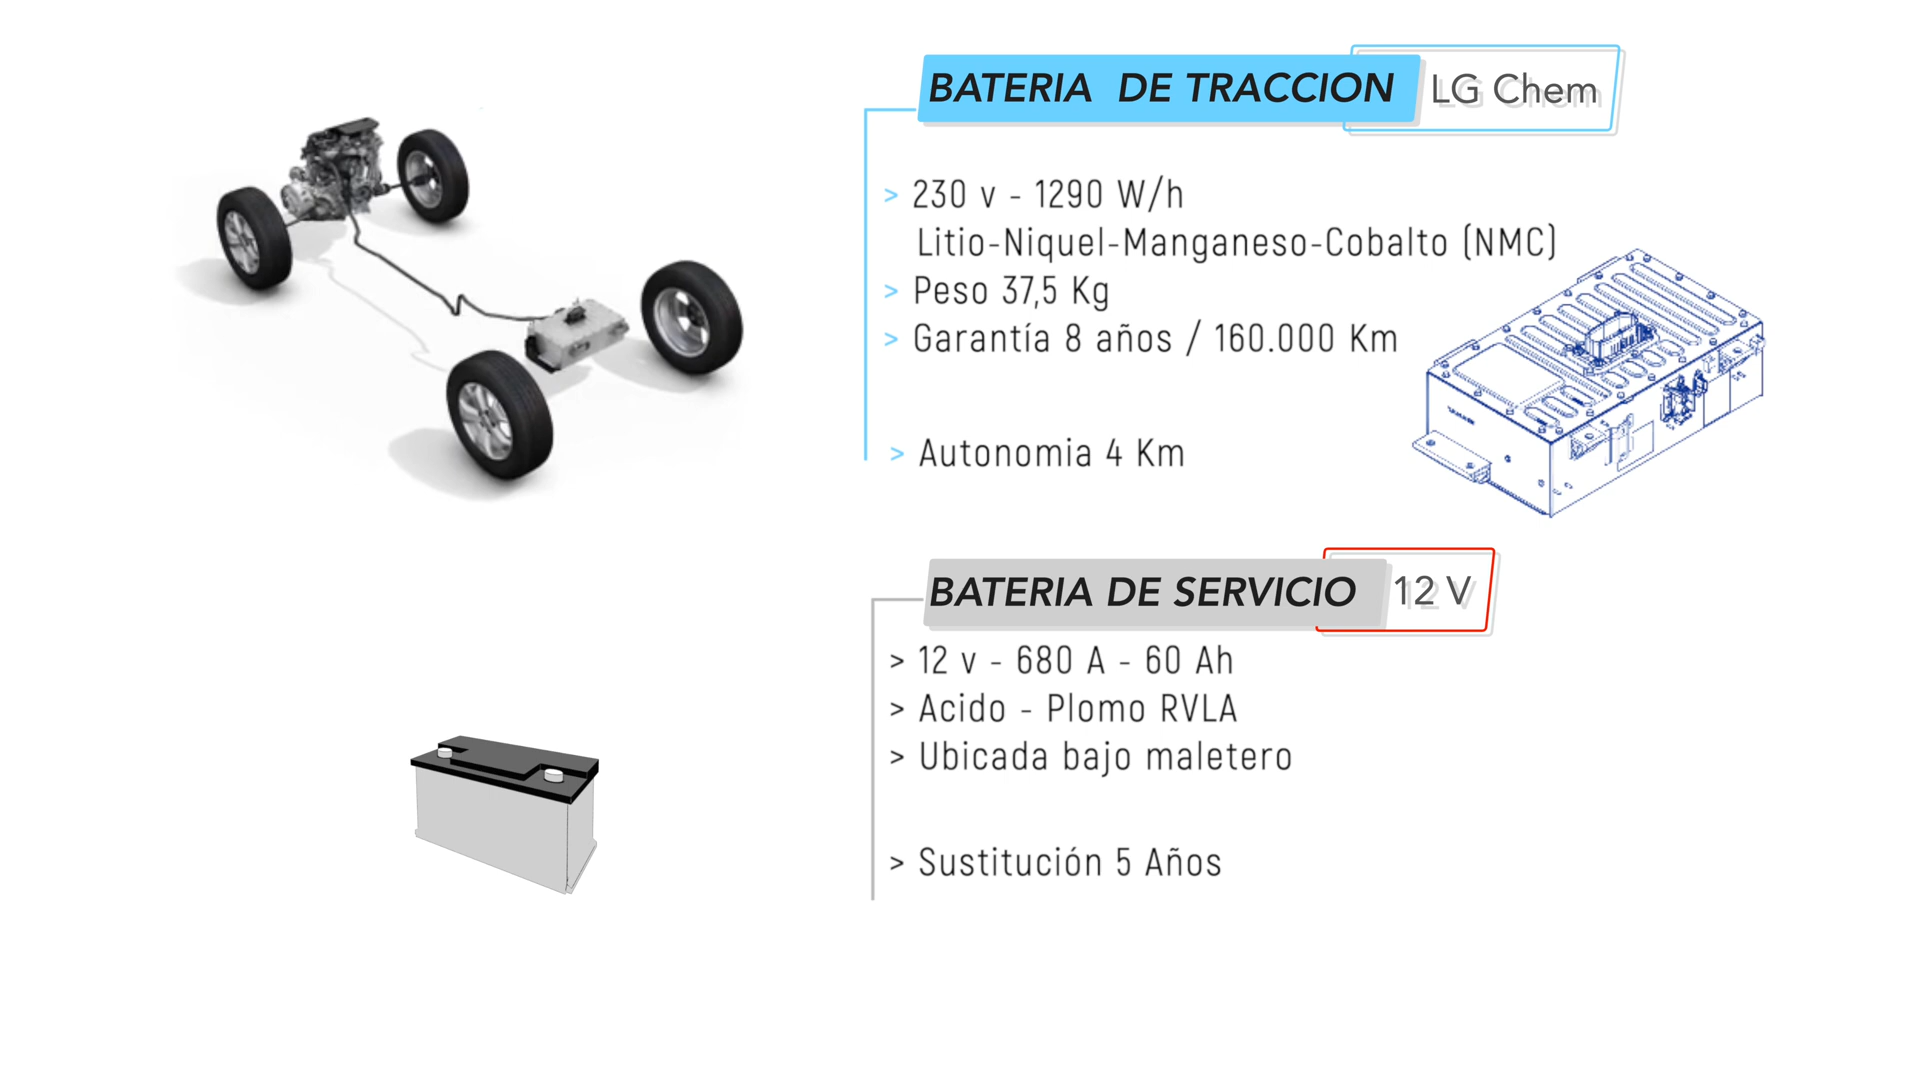 BATERIA DE TRACCION LG Chem
> 230 v - 1290 W/h
Litio-Niquel-Manganeso-Cobalto (NMC)
> Peso 37,5 Kg
> Garantía 8 años / 160.000 Km
> Autonomia 4 Km
BATERIA DE SERVICIO 12 V
> 12 v - 680 A - 60 Ah
> Acido - Plomo RVLA
> Ubicada bajo maletero
> Sustitución 5 Años